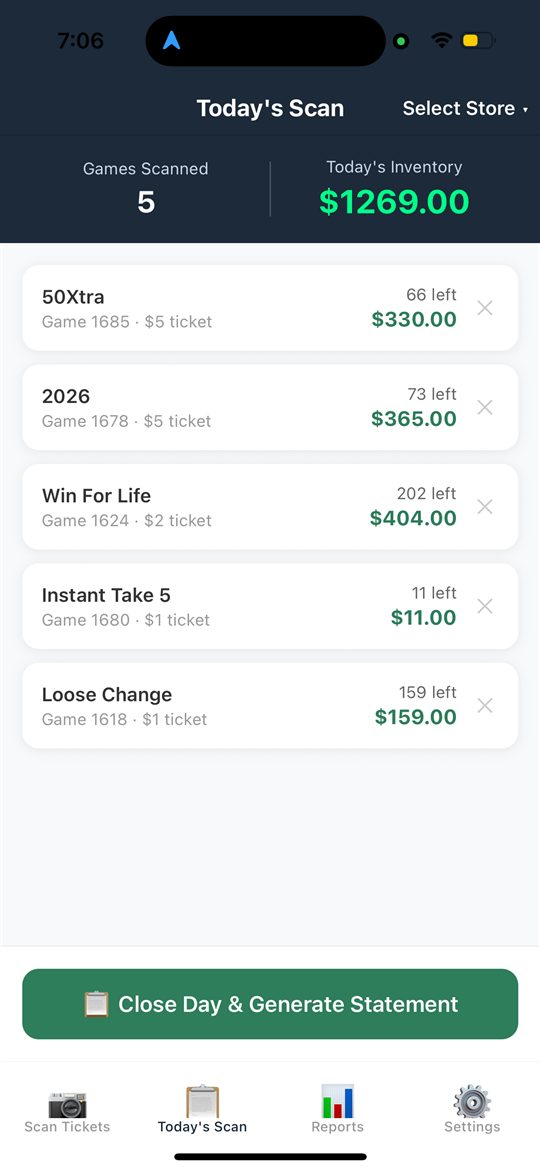 7:06
Today's Scan
Select Store ▾
Games Scanned
5
Today's Inventory
$1269.00
50Xtra
Game 1685 · $5 ticket
66 left
$330.00
2026
Game 1678 · $5 ticket
73 left
$365.00
Win For Life
Game 1624 · $2 ticket
202 left
$404.00
Instant Take 5
Game 1680 · $1 ticket
11 left
$11.00
Loose Change
Game 1618 · $1 ticket
159 left
$159.00
Close Day & Generate Statement
Scan Tickets
Today's Scan
Reports
Settings